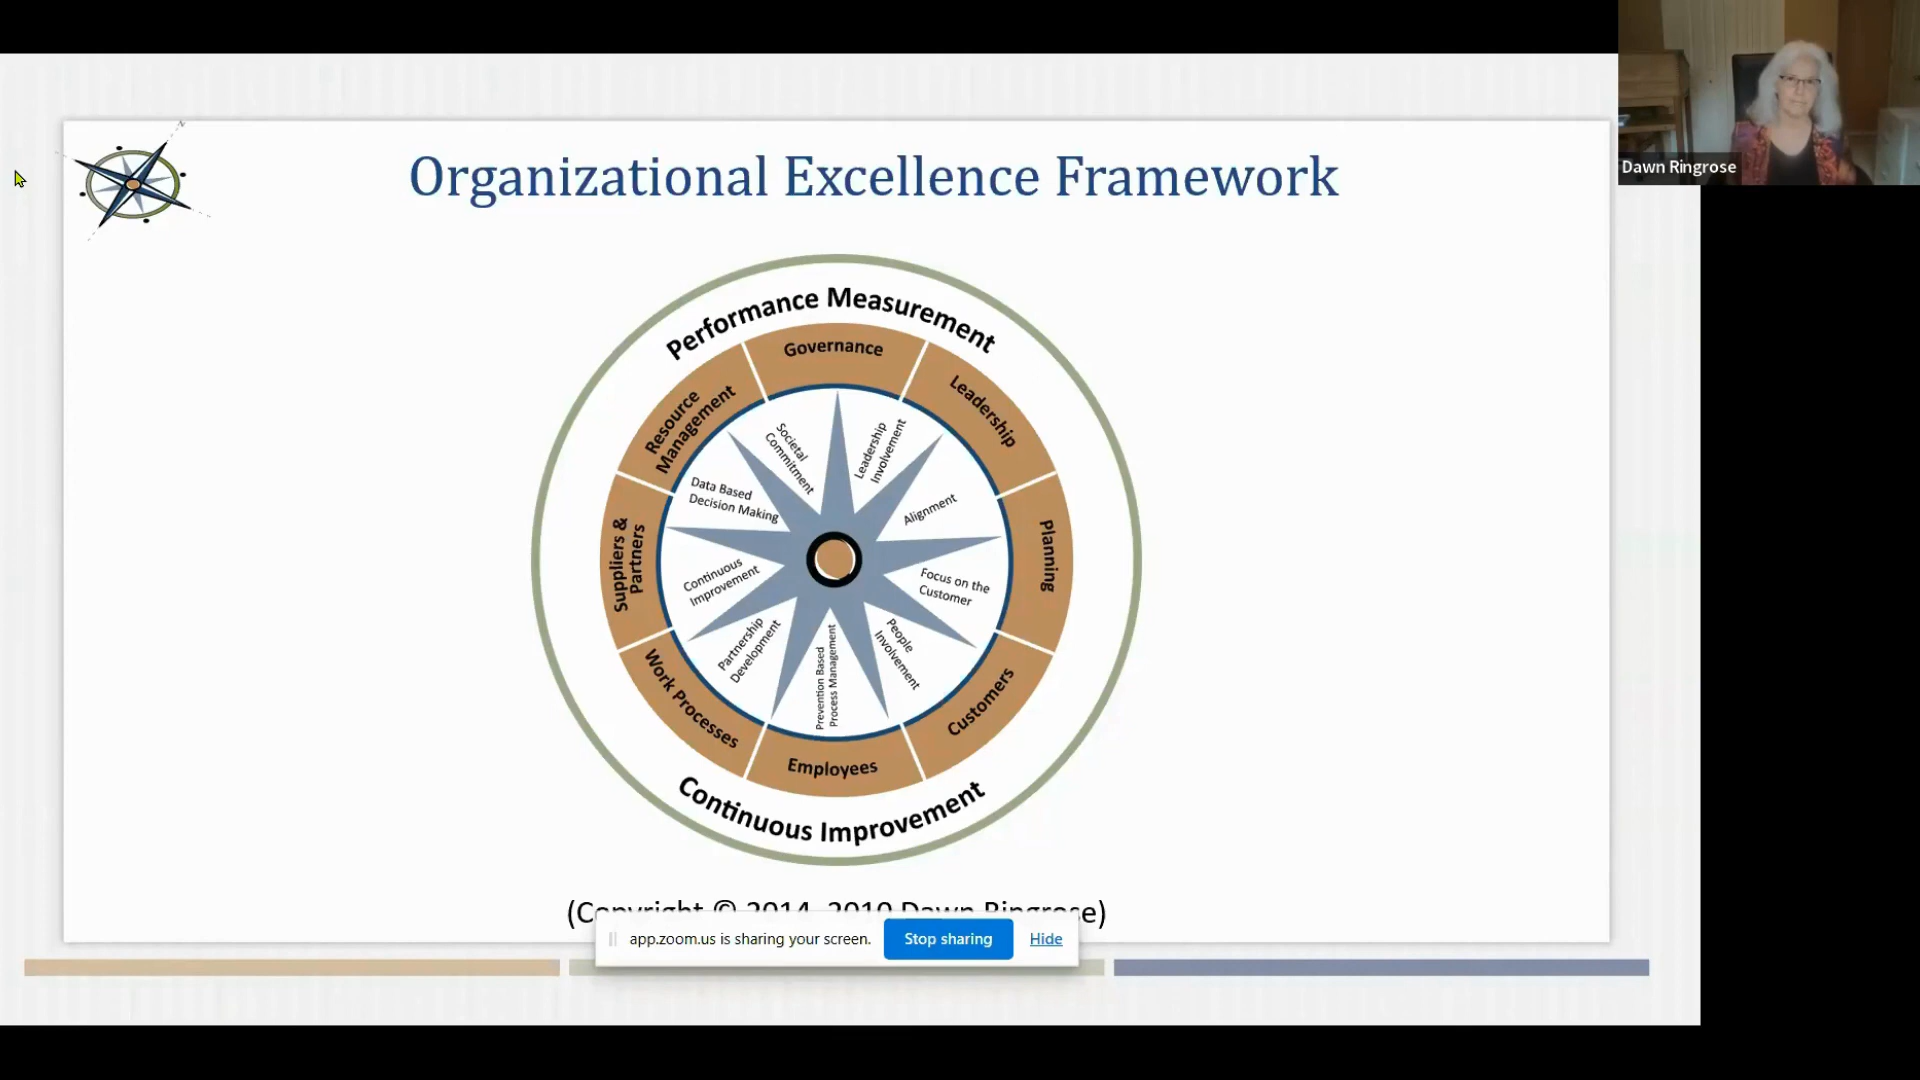 Dawn Ringrose
Organizational Excellence Framework
Performance Measurement
Governance
Leadership
Planning
Customers
Employees
Work Processes
Suppliers &
Partners
Resource
Management
Societal
Commitment
Leadership
Involvement
Alignment
Focus on the
Customer
People
Involvement
Prevention Based
Process Management
Partnership
Development
Continuous
Improvement
Data Based
Decision Making
Continuous Improvement
(Copyright © 2014, 2010 Dawn Ringrose)
app.zoom.us is sharing your screen.
Stop sharing
Hide